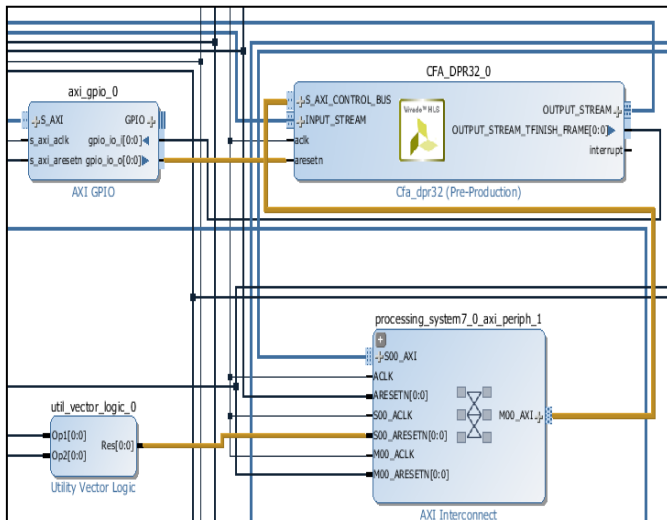 axi_gpio_0
S_AXI
GPIO
s_axi_aclk
gpio_io_i[0:0]
s_axi_aresetn
gpio_io_o[0:0]
AXI GPIO
CFA_DPR32_0
S_AXI_CONTROL_BUS
INPUT_STREAM
aclk
aresetn
Vivado™ HLS
OUTPUT_STREAM
OUTPUT_STREAM_TFINISH_FRAME[0:0]
interrupt
Cfa_dpr32 (Pre-Production)
processing_system7_0_axi_periph_1
S00_AXI
ACLK
ARESETN[0:0]
S00_ACLK
S00_ARESETN[0:0]
M00_ACLK
M00_ARESETN[0:0]
M00_AXI
AXI Interconnect
util_vector_logic_0
Op1[0:0]
Op2[0:0]
Res[0:0]
Utility Vector Logic